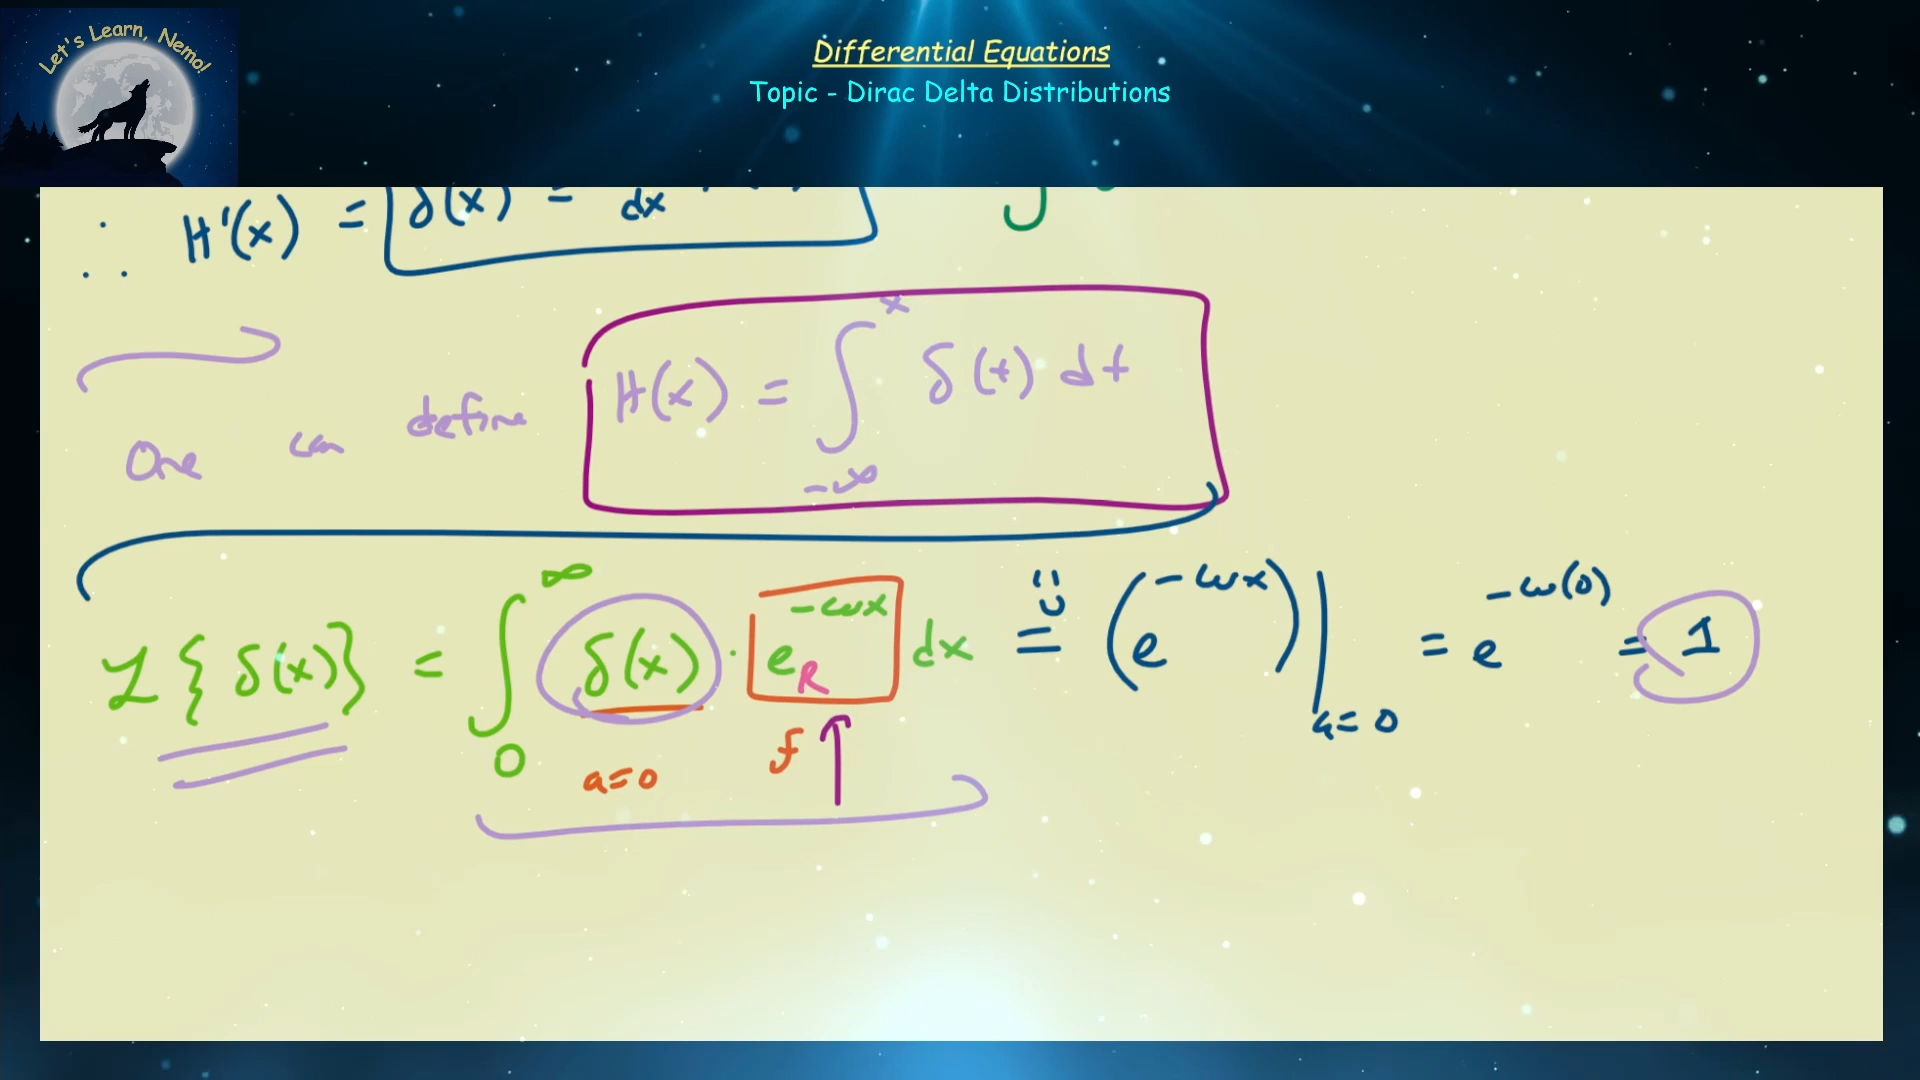 Let's Learn, Nemo!
Differential Equations
Topic - Dirac Delta Distributions
∴ H'(x) = δ(x) = dx
One can define H(x) = ∫_{-∞}^{x} δ(t) dt
ℒ{δ(x)} = ∫_0^∞ δ(x) · e^{-ωx} dx = (e^{-ωx})|_{a=0} = e^{-ω(0)} = 1
R
a=0 f